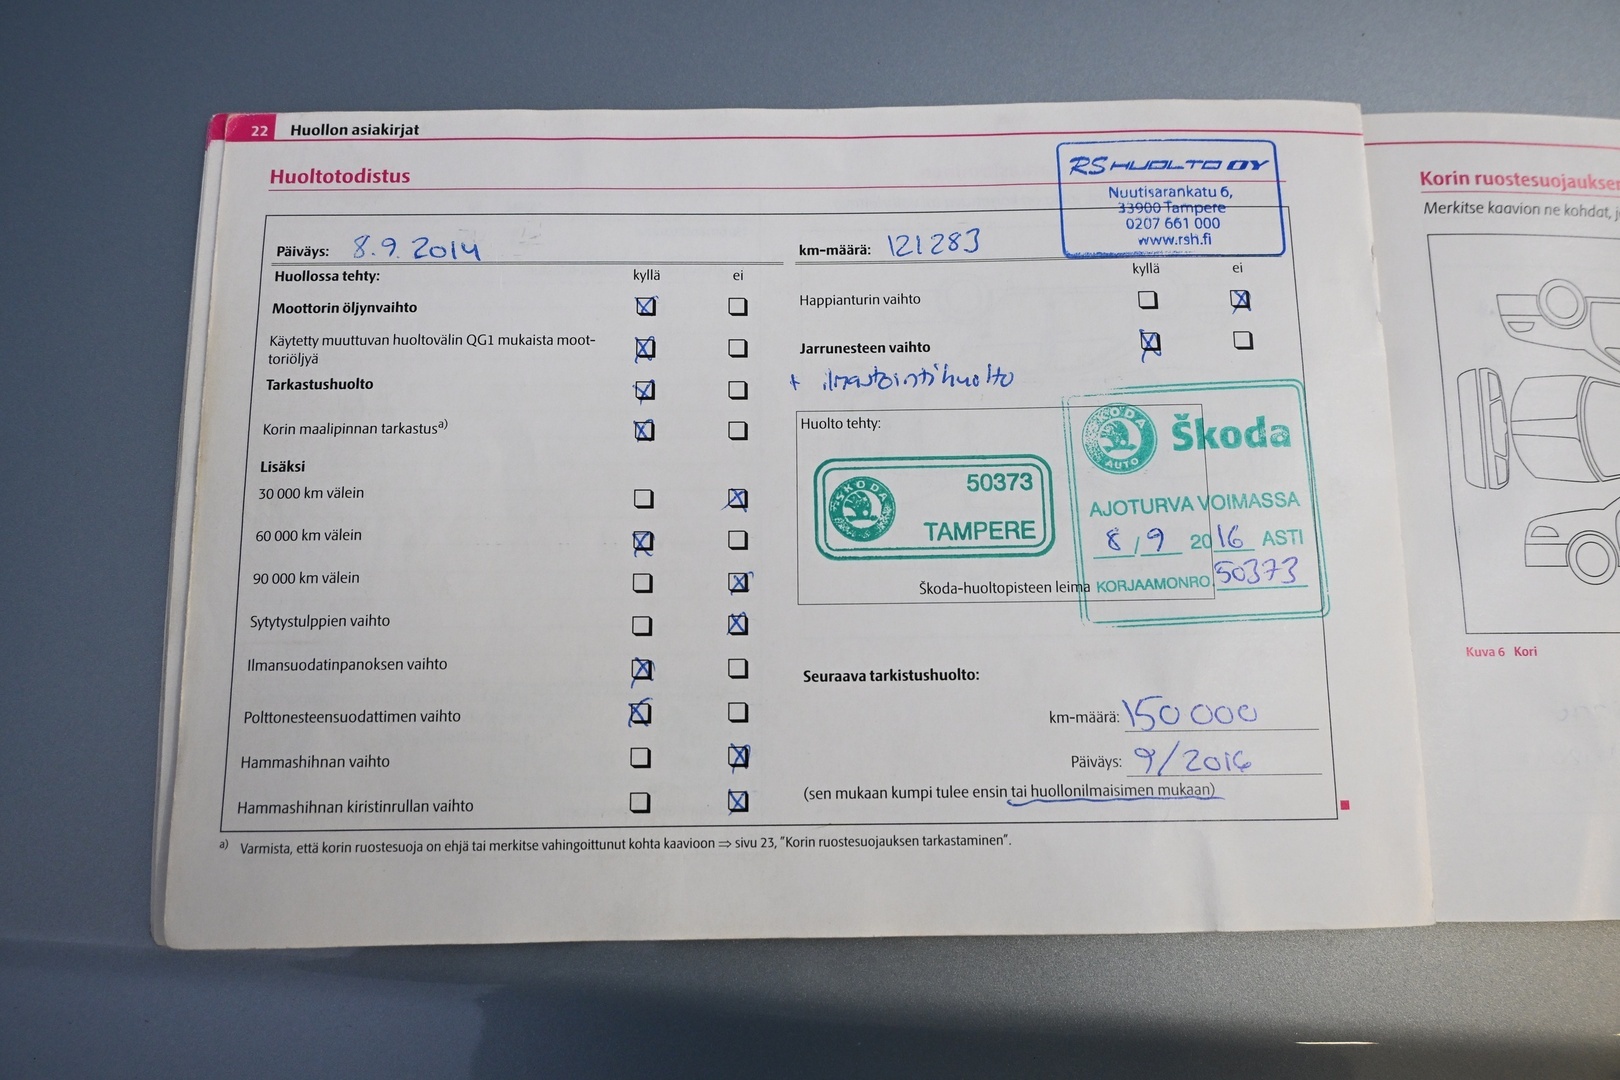 22 Huollon asiakirjat
Huoltotodistus
RS HUOLTO OY
Nuutisarankatu 6,
33900 Tampere
0207 661 000
www.rsh.fi
Päiväys: 8.9.2014
km-määrä: 121283
Huollossa tehty: kyllä ei
Moottorin öljynvaihto
Käytetty muuttuvan huoltovälin QG1 mukaista moot-
toriöljyä
Tarkastushuolto
Korin maalipinnan tarkastus a)
Lisäksi
30 000 km välein
60 000 km välein
90 000 km välein
Sytytystulppien vaihto
Ilmansuodatinpanoksen vaihto
Polttonesteensuodattimen vaihto
Hammashihnan vaihto
Hammashihnan kiristinrullan vaihto
kyllä ei
Happianturin vaihto
Jarrunesteen vaihto
+ ilmastointihuolto
Huolto tehty:
SKODA
50373
TAMPERE
SKODA
AUTO
Škoda
AJOTURVA VOIMASSA
8/9 2016 ASTI
KORJAAMONRO. 50373
Škoda-huoltopisteen leima
Seuraava tarkistushuolto:
km-määrä: 150 000
Päiväys: 9/2016
(sen mukaan kumpi tulee ensin tai huollonilmaisimen mukaan)
a) Varmista, että korin ruostesuoja on ehjä tai merkitse vahingoittunut kohta kaavioon ⇒ sivu 23, "Korin ruostesuojauksen tarkastaminen".
Korin ruostesuojauksen
Merkitse kaavion ne kohdat,
Kuva 6 Kori